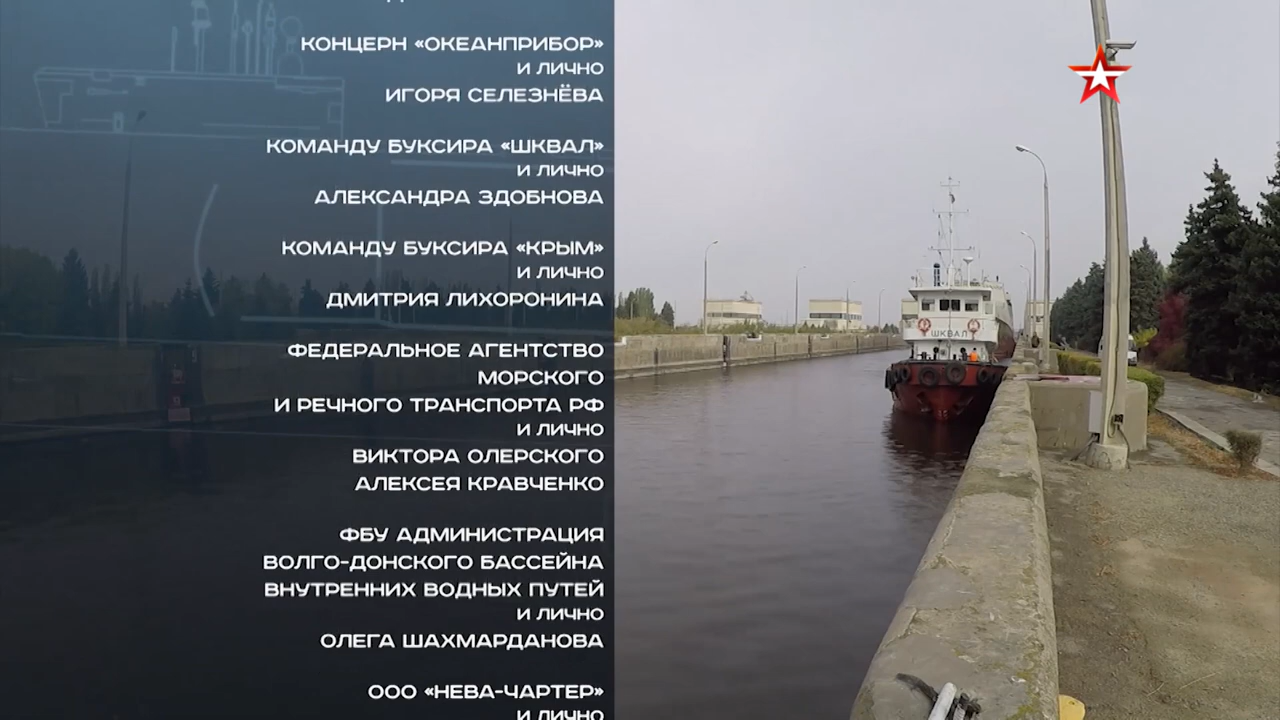 КОНЦЕРН «ОКЕАНПРИБОР»
И ЛИЧНО
ИГОРЯ СЕЛЕЗНЁВА
КОМАНДУ БУКСИРА «ШКВАЛ»
И ЛИЧНО
АЛЕКСАНДРА ЗДОБНОВА
КОМАНДУ БУКСИРА «КРЫМ»
И ЛИЧНО
ДМИТРИЯ ЛИХОРОНИНА
ФЕДЕРАЛЬНОЕ АГЕНТСТВО
МОРСКОГО
И РЕЧНОГО ТРАНСПОРТА РФ
И ЛИЧНО
ВИКТОРА ОЛЕРСКОГО
АЛЕКСЕЯ КРАВЧЕНКО
ФБУ АДМИНИСТРАЦИЯ
ВОЛГО-ДОНСКОГО БАССЕЙНА
ВНУТРЕННИХ ВОДНЫХ ПУТЕЙ
И ЛИЧНО
ОЛЕГА ШАХМАРДАНОВА
ООО «НЕВА-ЧАРТЕР»
И ЛИЧНО
ШКВАЛ